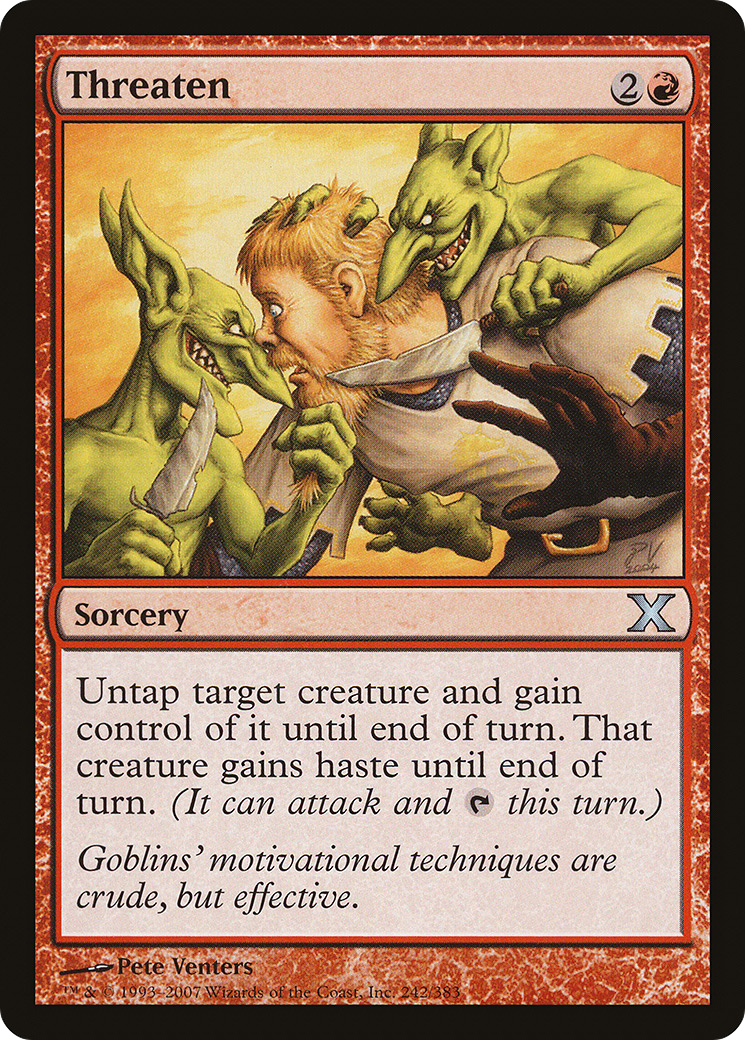 Threaten 2
PV
2004
Sorcery X
Untap target creature and gain
control of it until end of turn. That
creature gains haste until end of
turn. (It can attack and this turn.)
Goblins’ motivational techniques are
crude, but effective.
Pete Venters
™ & © 1993–2007 Wizards of the Coast, Inc. 242/383